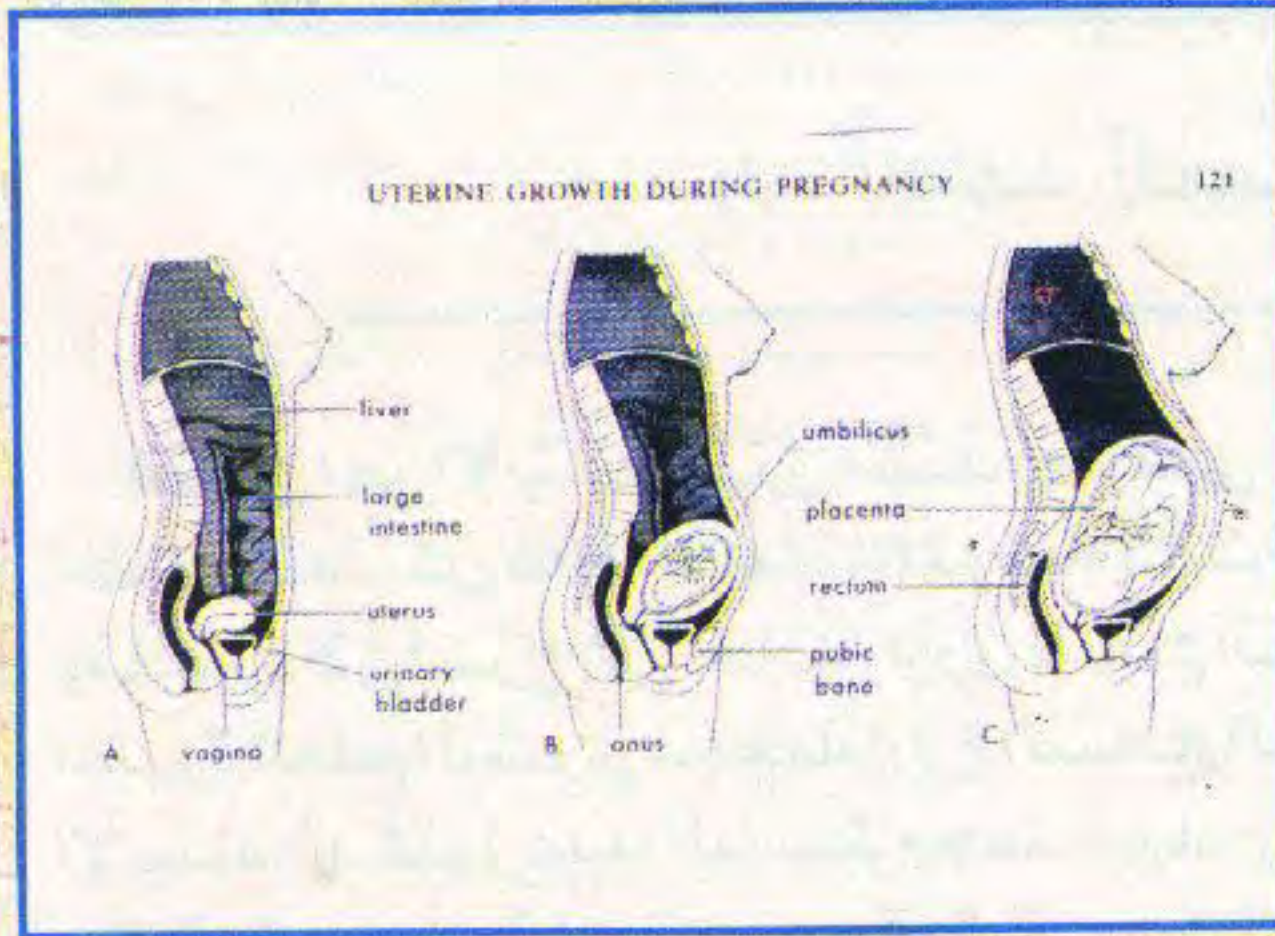 UTERINE GROWTH DURING PREGNANCY 121
liver
large
intestine
uterus
urinary
bladder
A vagina
umbilicus
placenta
rectum
pubic
bone
B anus
C